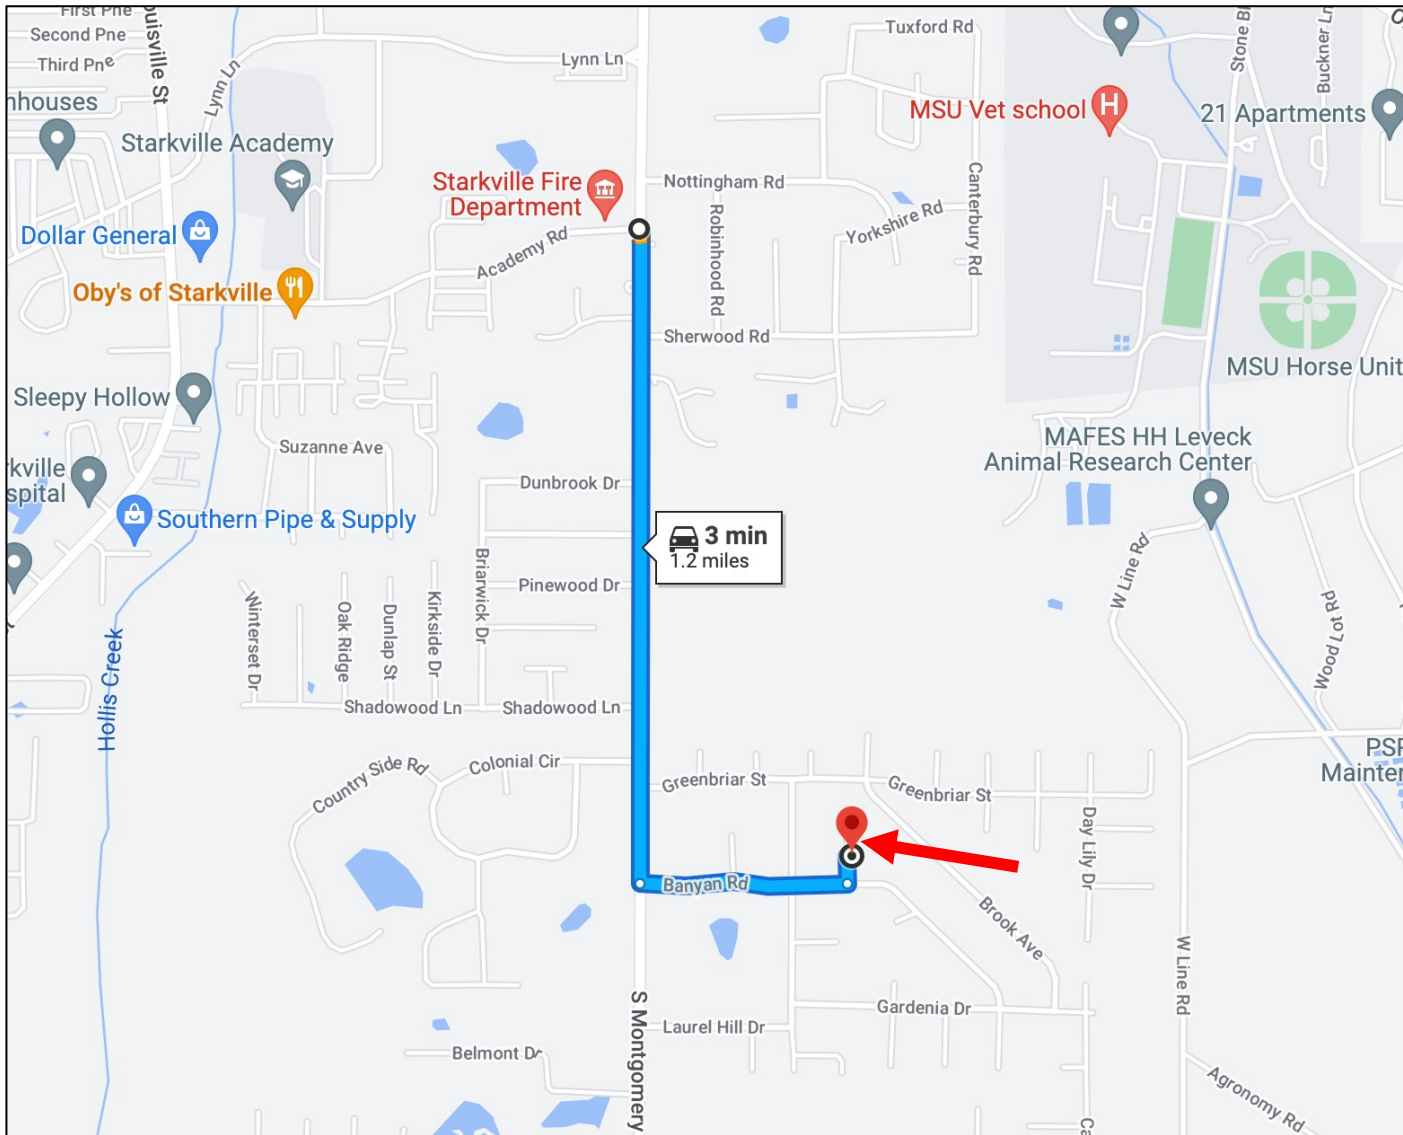 First Pne
Second Pne
Third Pne
ouisville St
Lynn Ln
Lynn Ln
Tuxford Rd
Stone Bl
Buckner Ln
nhouses
Starkville Academy
MSU Vet school
21 Apartments
Starkville Fire
Department
Nottingham Rd
Robinhood Rd
Canterbury Rd
Yorkshire Rd
Dollar General
Academy Rd
Oby's of Starkville
Sherwood Rd
MSU Horse Unit
Sleepy Hollow
Suzanne Ave
MAFES HH Leveck
Animal Research Center
rkville
spital
Dunbrook Dr
Southern Pipe & Supply
3 min
1.2 miles
Briarwick Dr
Pinewood Dr
W Line Rd
Wood Lot Rd
Winterset Dr
Oak Ridge
Dunlap St
Kirkside Dr
Hollis Creek
Shadowood Ln
Shadowood Ln
Country Side Rd
Colonial Cir
Greenbriar St
Greenbriar St
PSF
Mainter
Day Lily Dr
Banyan Rd
Brook Ave
W Line Rd
S Montgomery
Gardenia Dr
Laurel Hill Dr
Belmont Dr
Agronomy Rd
Ca